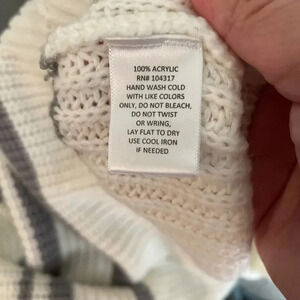 100% ACRYLIC
RN# 104317
HAND WASH COLD
WITH LIKE COLORS
ONLY, DO NOT BLEACH,
DO NOT TWIST
OR WRING,
LAY FLAT TO DRY
USE COOL IRON
IF NEEDED